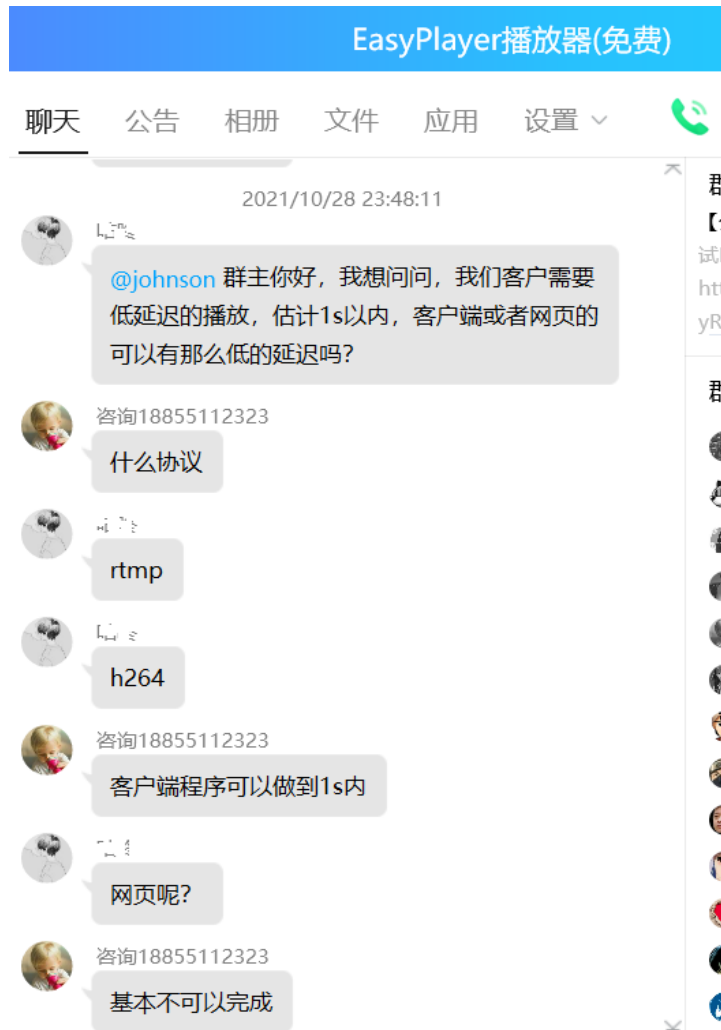 EasyPlayer播放器(免费)
聊天 公告 相册 文件 应用 设置
2021/10/28 23:48:11
@johnson 群主你好，我想问问，我们客户需要
低延迟的播放，估计1s以内，客户端或者网页的
可以有那么低的延迟吗？
咨询18855112323
什么协议
rtmp
h264
咨询18855112323
客户端程序可以做到1s内
网页呢？
咨询18855112323
基本不可以完成
群
试
htt
yR
群